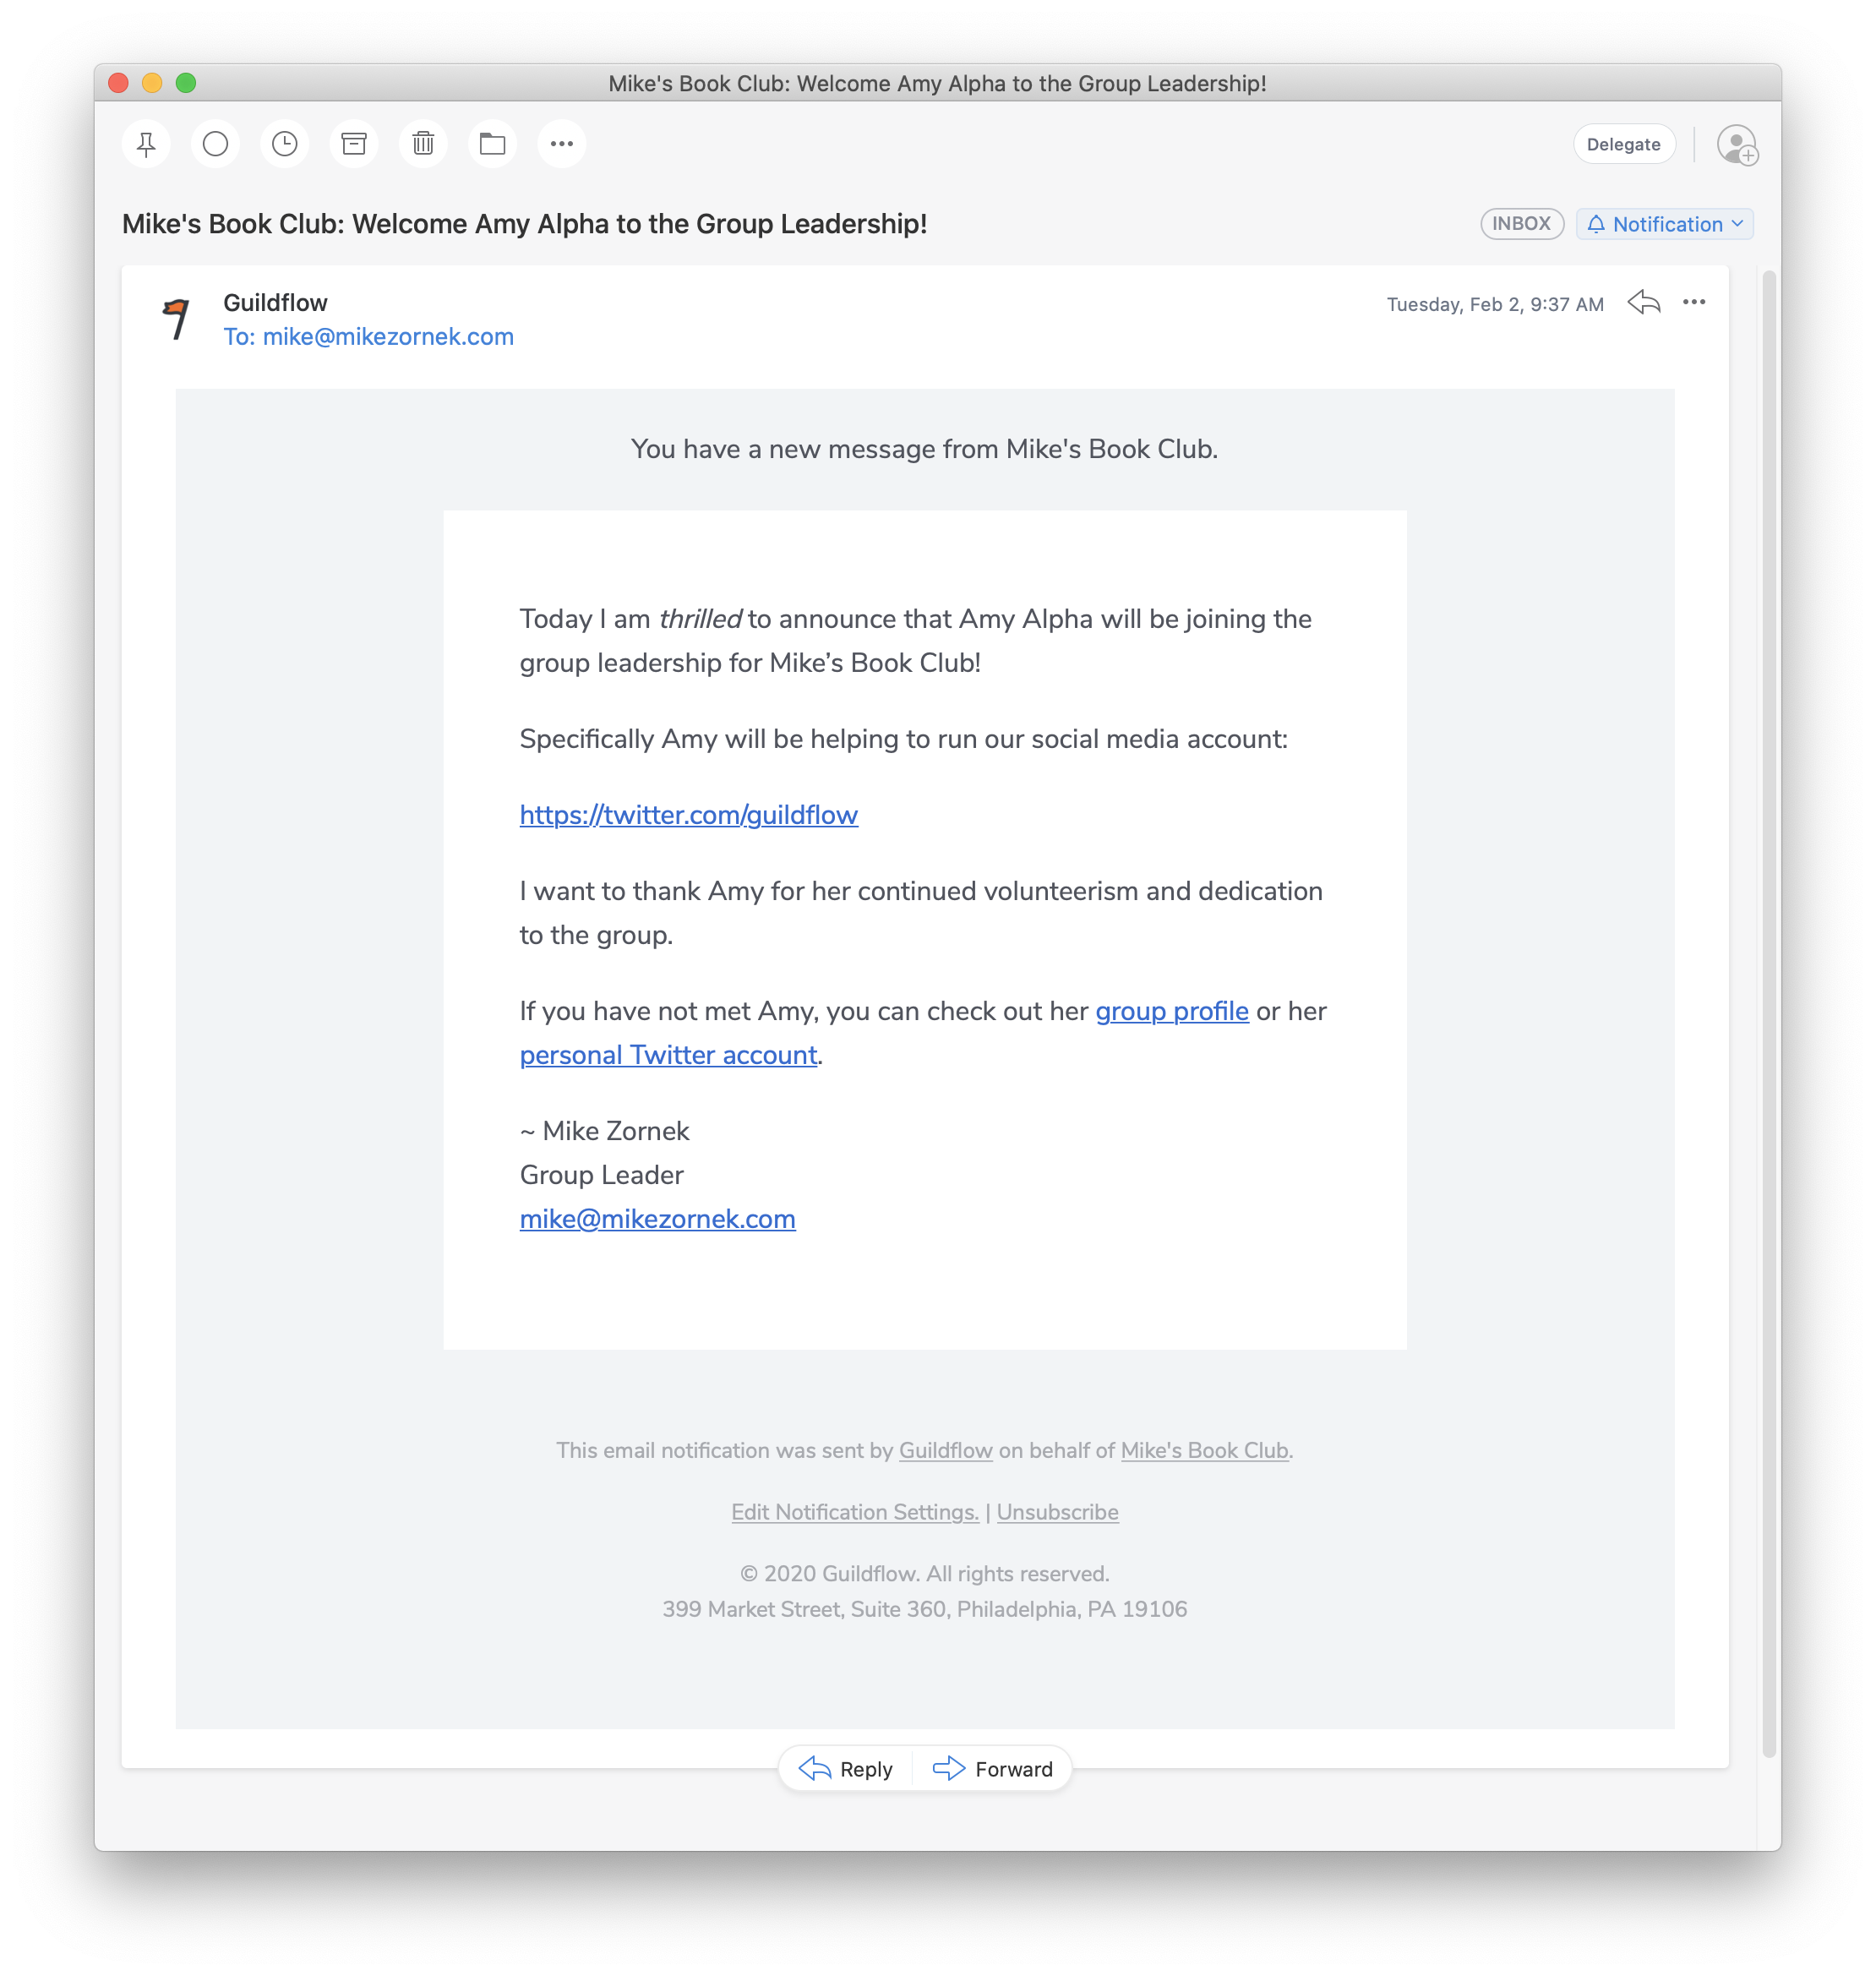 Mike's Book Club: Welcome Amy Alpha to the Group Leadership!
Delegate
Mike's Book Club: Welcome Amy Alpha to the Group Leadership!
INBOX
Notification
Guildflow
Tuesday, Feb 2, 9:37 AM
To: mike@mikezornek.com
You have a new message from Mike's Book Club.
Today I am thrilled to announce that Amy Alpha will be joining the
group leadership for Mike’s Book Club!
Specifically Amy will be helping to run our social media account:
https://twitter.com/guildflow
I want to thank Amy for her continued volunteerism and dedication
to the group.
If you have not met Amy, you can check out her group profile or her
personal Twitter account.
~ Mike Zornek
Group Leader
mike@mikezornek.com
This email notification was sent by Guildflow on behalf of Mike's Book Club.
Edit Notification Settings. | Unsubscribe
© 2020 Guildflow. All rights reserved.
399 Market Street, Suite 360, Philadelphia, PA 19106
Reply
Forward